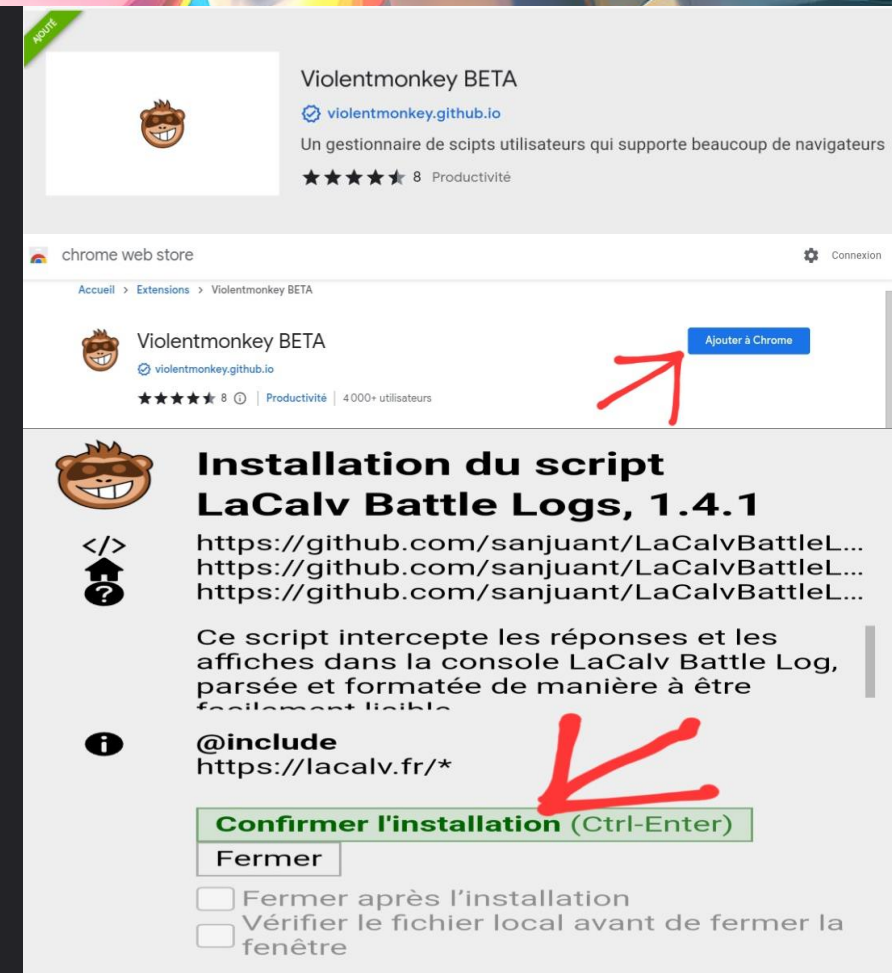 AJOUTÉ
Violentmonkey BETA
violentmonkey.github.io
Un gestionnaire de scipts utilisateurs qui supporte beaucoup de navigateurs
8 Productivité
chrome web store
Connexion
Accueil > Extensions > Violentmonkey BETA
Violentmonkey BETA
Ajouter à Chrome
violentmonkey.github.io
8 Productivité 4 000+ utilisateurs
Installation du script
LaCalv Battle Logs, 1.4.1
</>
https://github.com/sanjuant/LaCalvBattleL...
https://github.com/sanjuant/LaCalvBattleL...
https://github.com/sanjuant/LaCalvBattleL...
Ce script intercepte les réponses et les
affiches dans la console LaCalv Battle Log,
parsée et formatée de manière à être
facilement lisible
@include
https://lacalv.fr/*
Confirmer l'installation (Ctrl-Enter)
Fermer
Fermer après l’installation
Vérifier le fichier local avant de fermer la
fenêtre